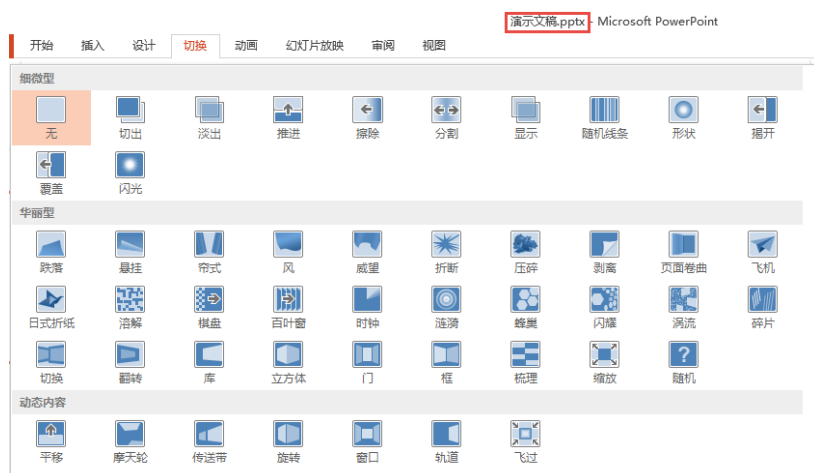 演示文稿.pptx - Microsoft PowerPoint
开始 插入 设计 切换 动画 幻灯片放映 审阅 视图
细微型
无 切出 淡出 推进 擦除 分割 显示 随机线条 形状 揭开
覆盖 闪光
华丽型
跌落 悬挂 帘式 风 威望 折断 压碎 剥离 页面卷曲 飞机
日式折纸 溶解 棋盘 百叶窗 时钟 涟漪 蜂巢 闪耀 涡流 碎片
切换 翻转 库 立方体 门 框 梳理 缩放 随机
动态内容
平移 摩天轮 传送带 旋转 窗口 轨道 飞过